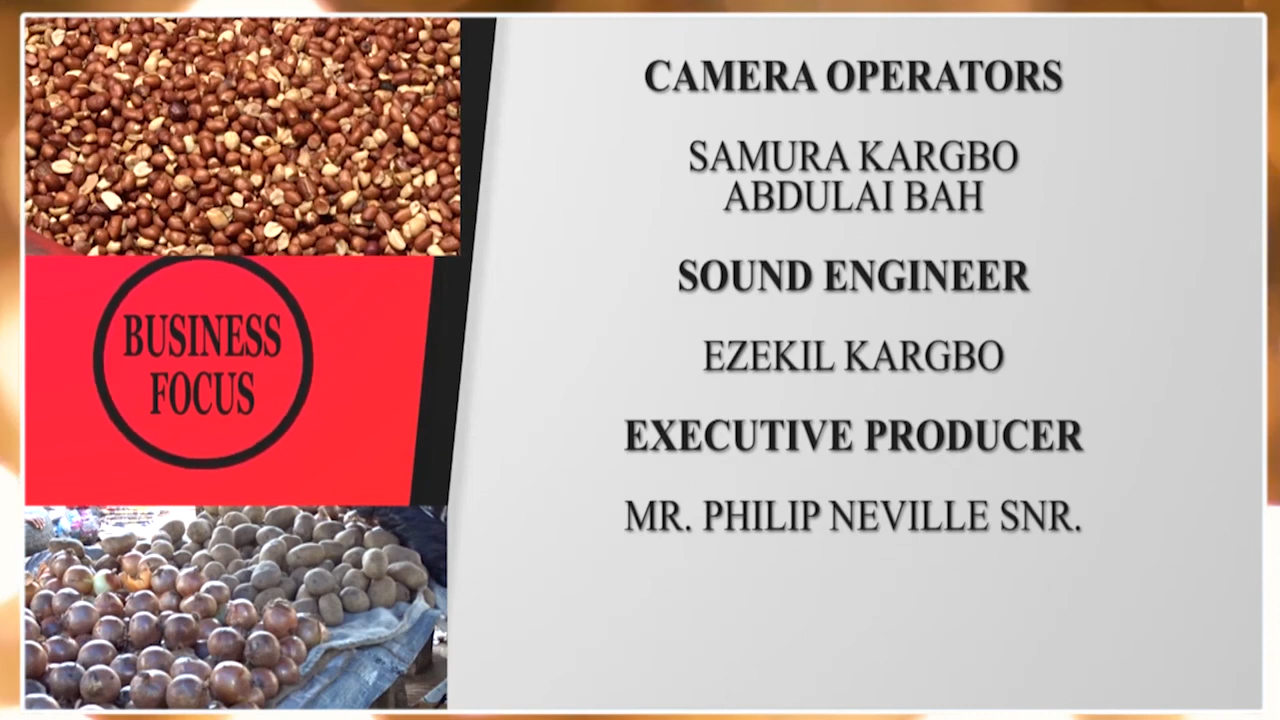 BUSINESS
FOCUS
CAMERA OPERATORS
SAMURA KARGBO
ABDULAI BAH
SOUND ENGINEER
EZEKIL KARGBO
EXECUTIVE PRODUCER
MR. PHILIP NEVILLE SNR.